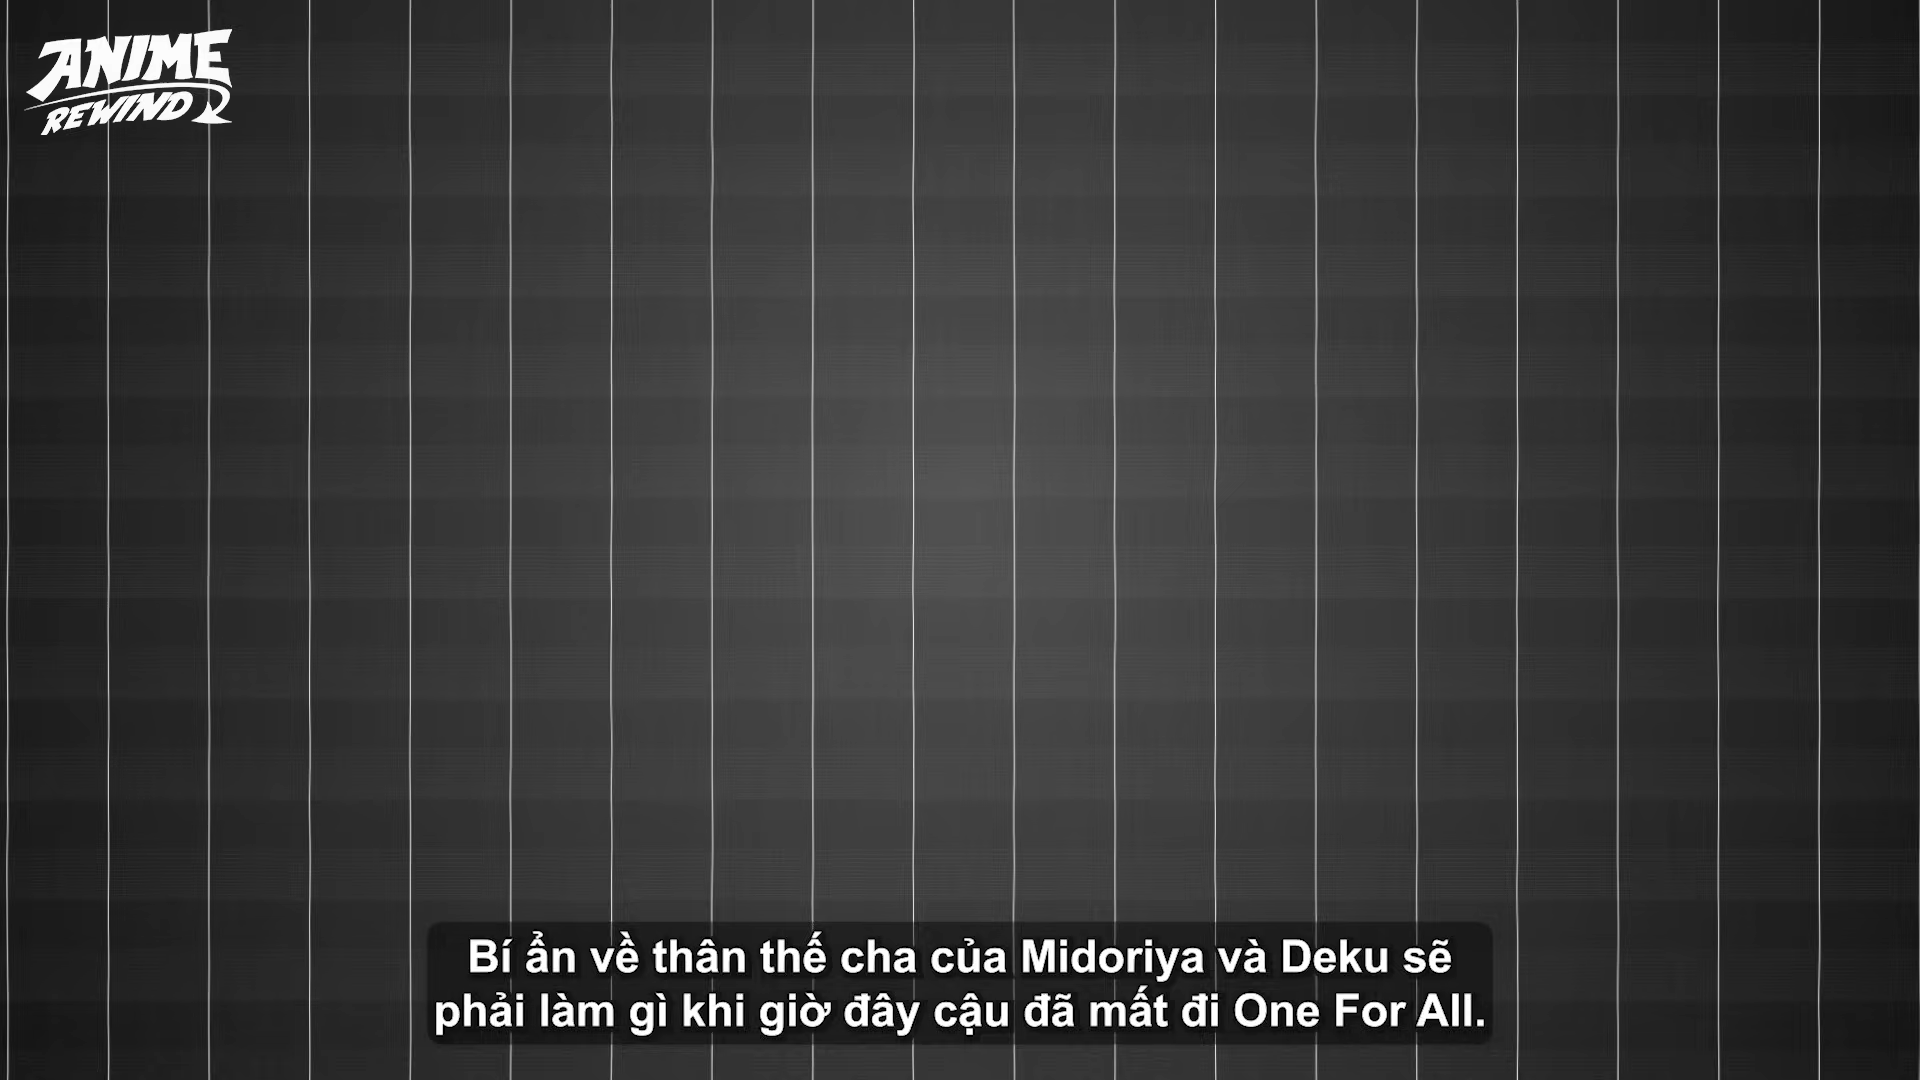 ANIME
REWIND
Bí ẩn về thân thế cha của Midoriya và Deku sẽ
phải làm gì khi giờ đây cậu đã mất đi One For All.